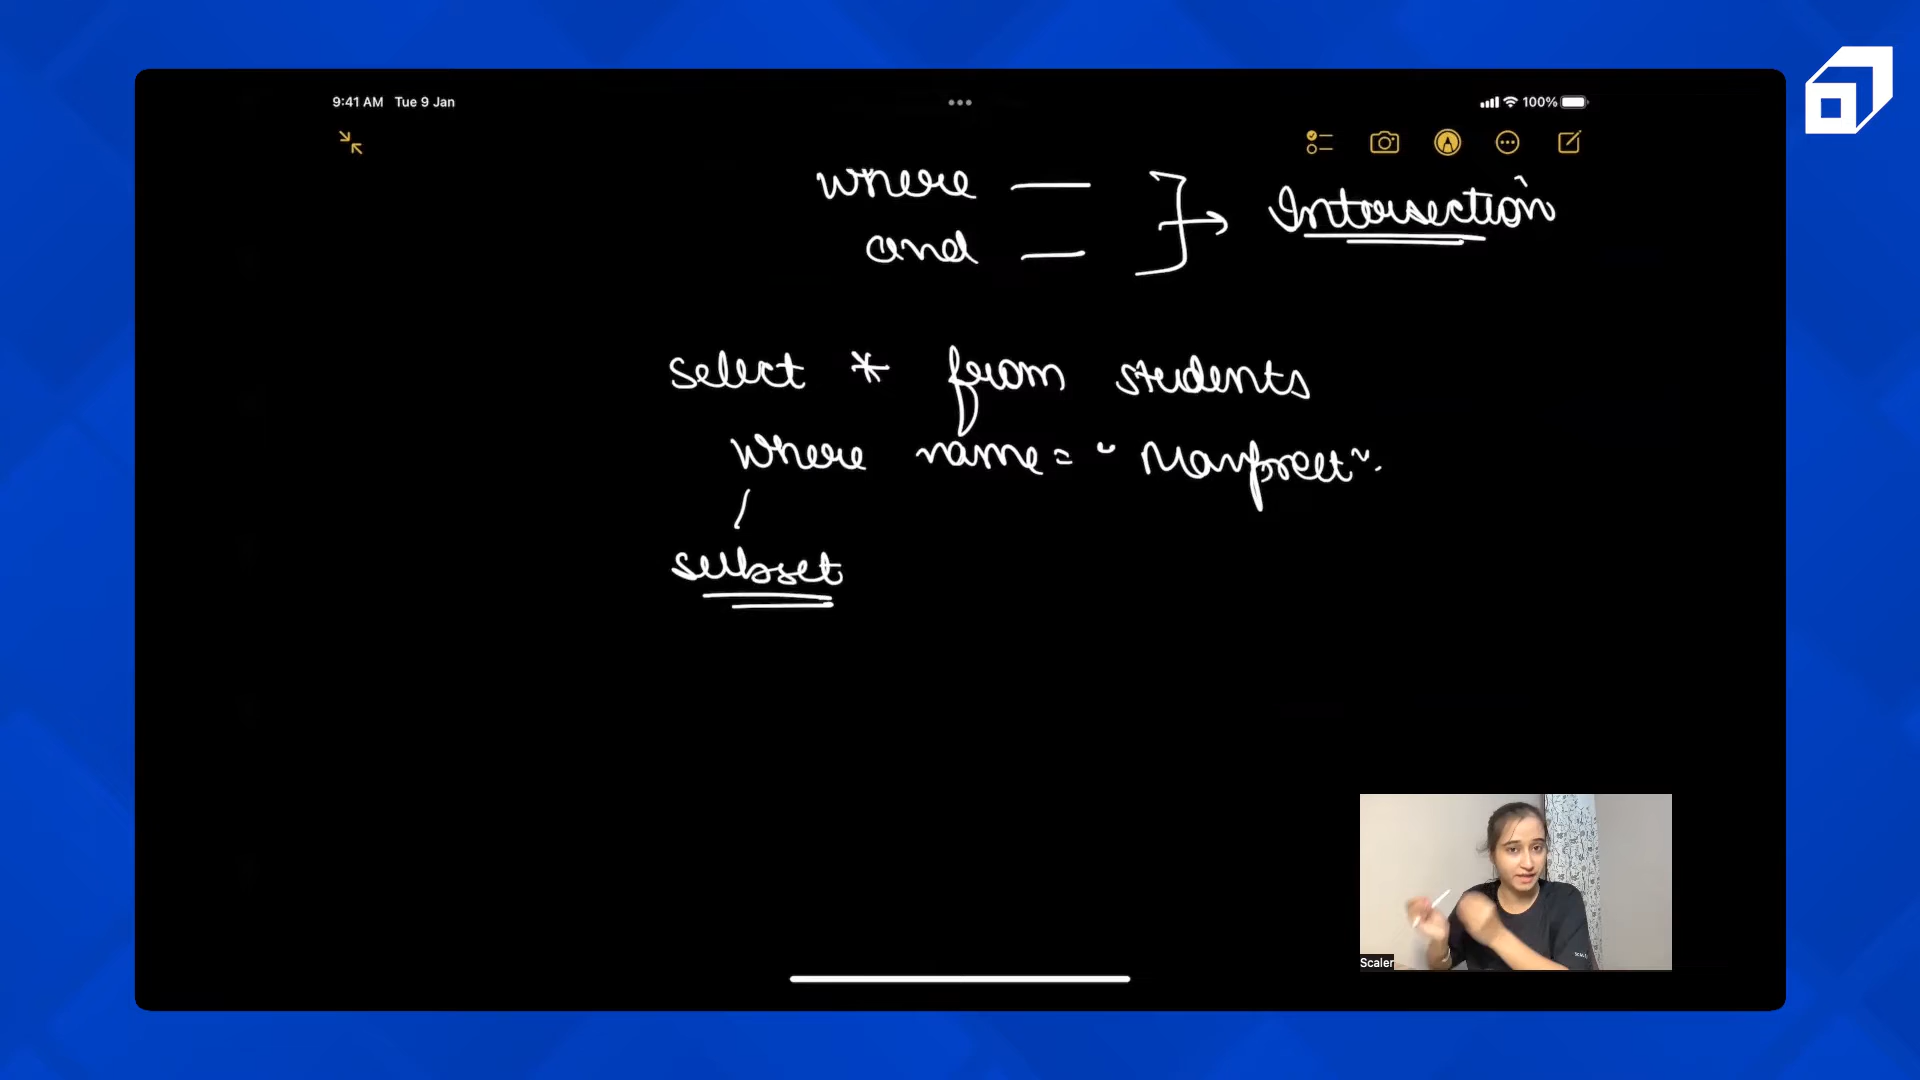 9:41 AM Tue 9 Jan
100%
where —
and —
Intersection
select * from students
where name = "Manpreet".
subset
Scaler